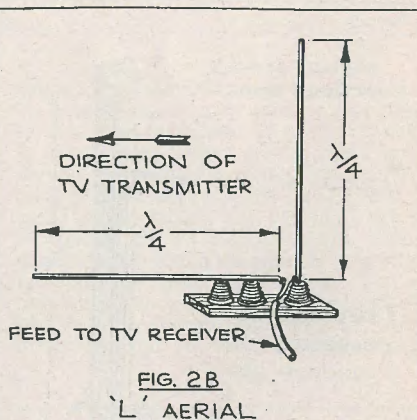 λ/4
DIRECTION OF
TV TRANSMITTER
λ/4
FEED TO TV RECEIVER
FIG. 2B
'L' AERIAL